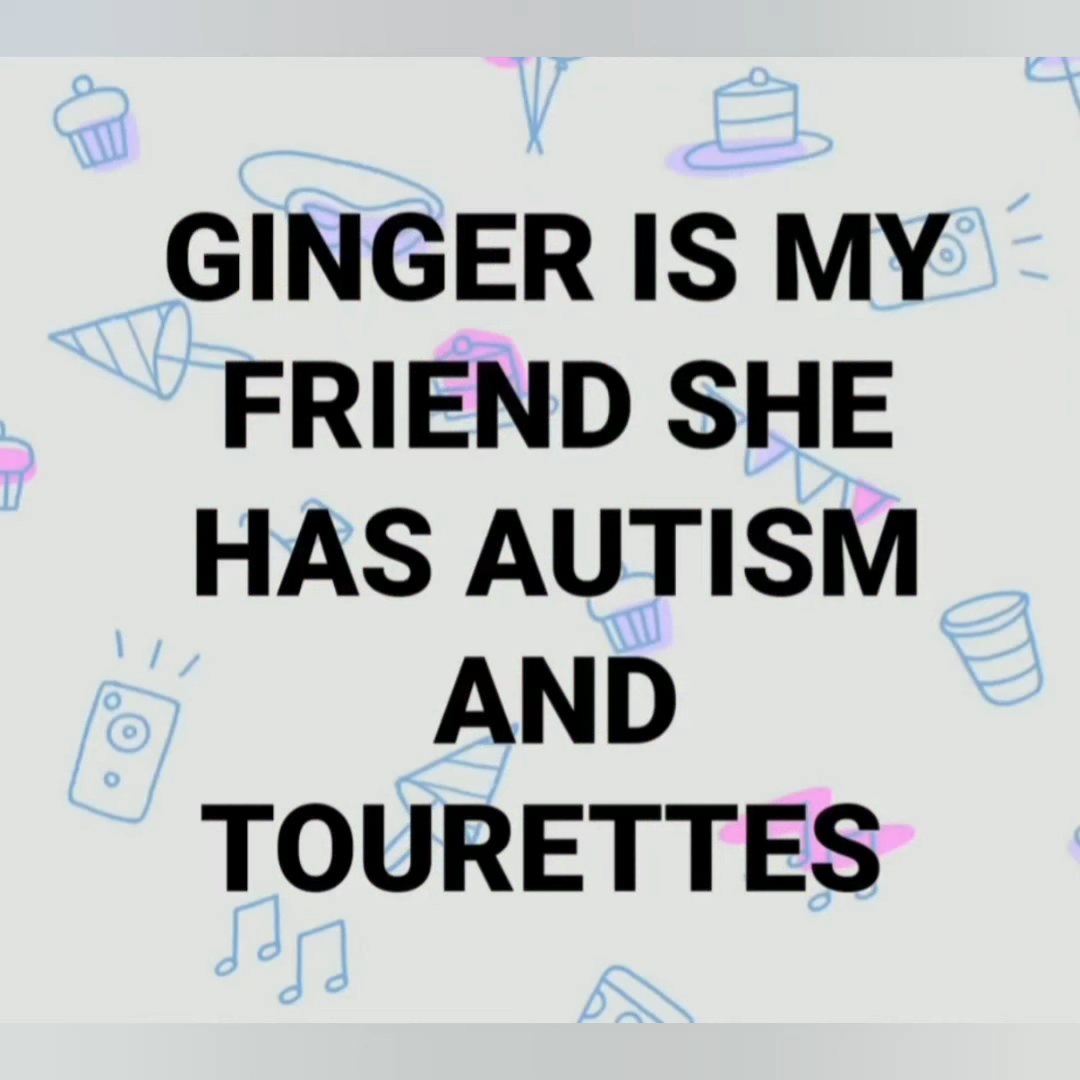 GINGER IS MY
FRIEND SHE
HAS AUTISM
AND
TOURETTES